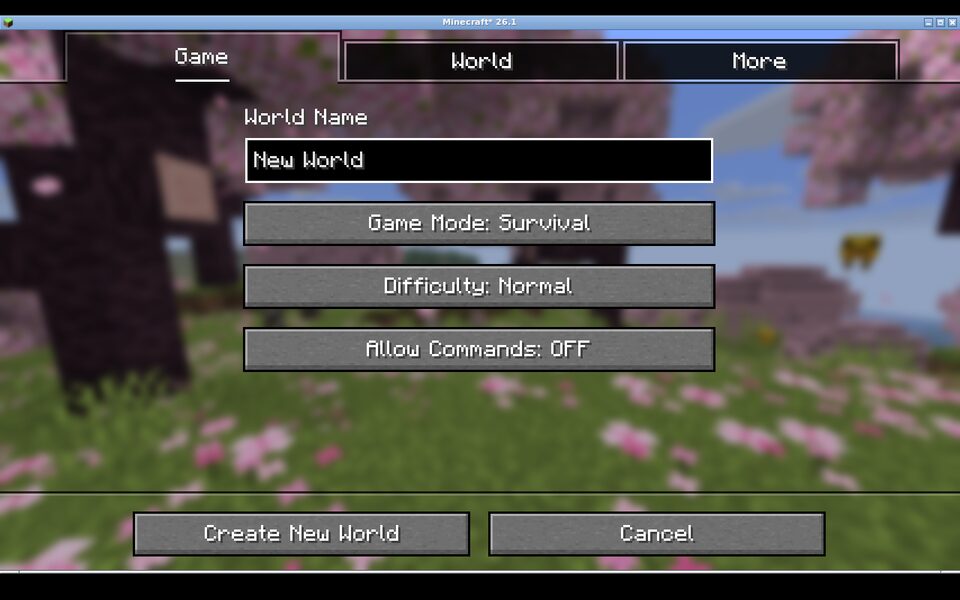 Minecraft* 26.1
Game
World
More
World Name
New World
Game Mode: Survival
Difficulty: Normal
Allow Commands: OFF
Create New World
Cancel